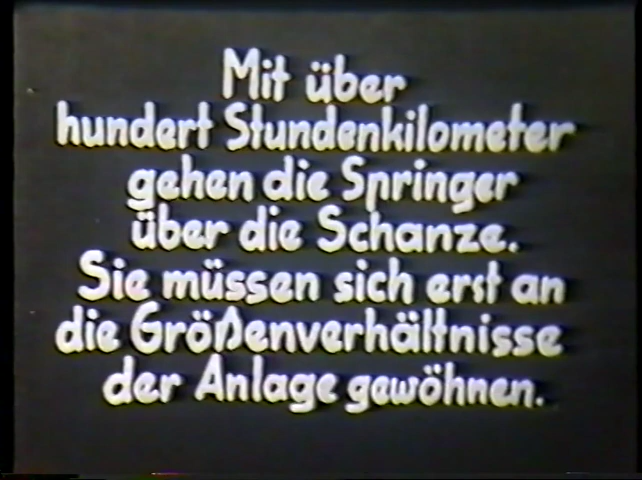 Mit über
hundert Stundenkilometer
gehen die Springer
über die Schanze.
Sie müssen sich erst an
die Größenverhältnisse
der Anlage gewöhnen.